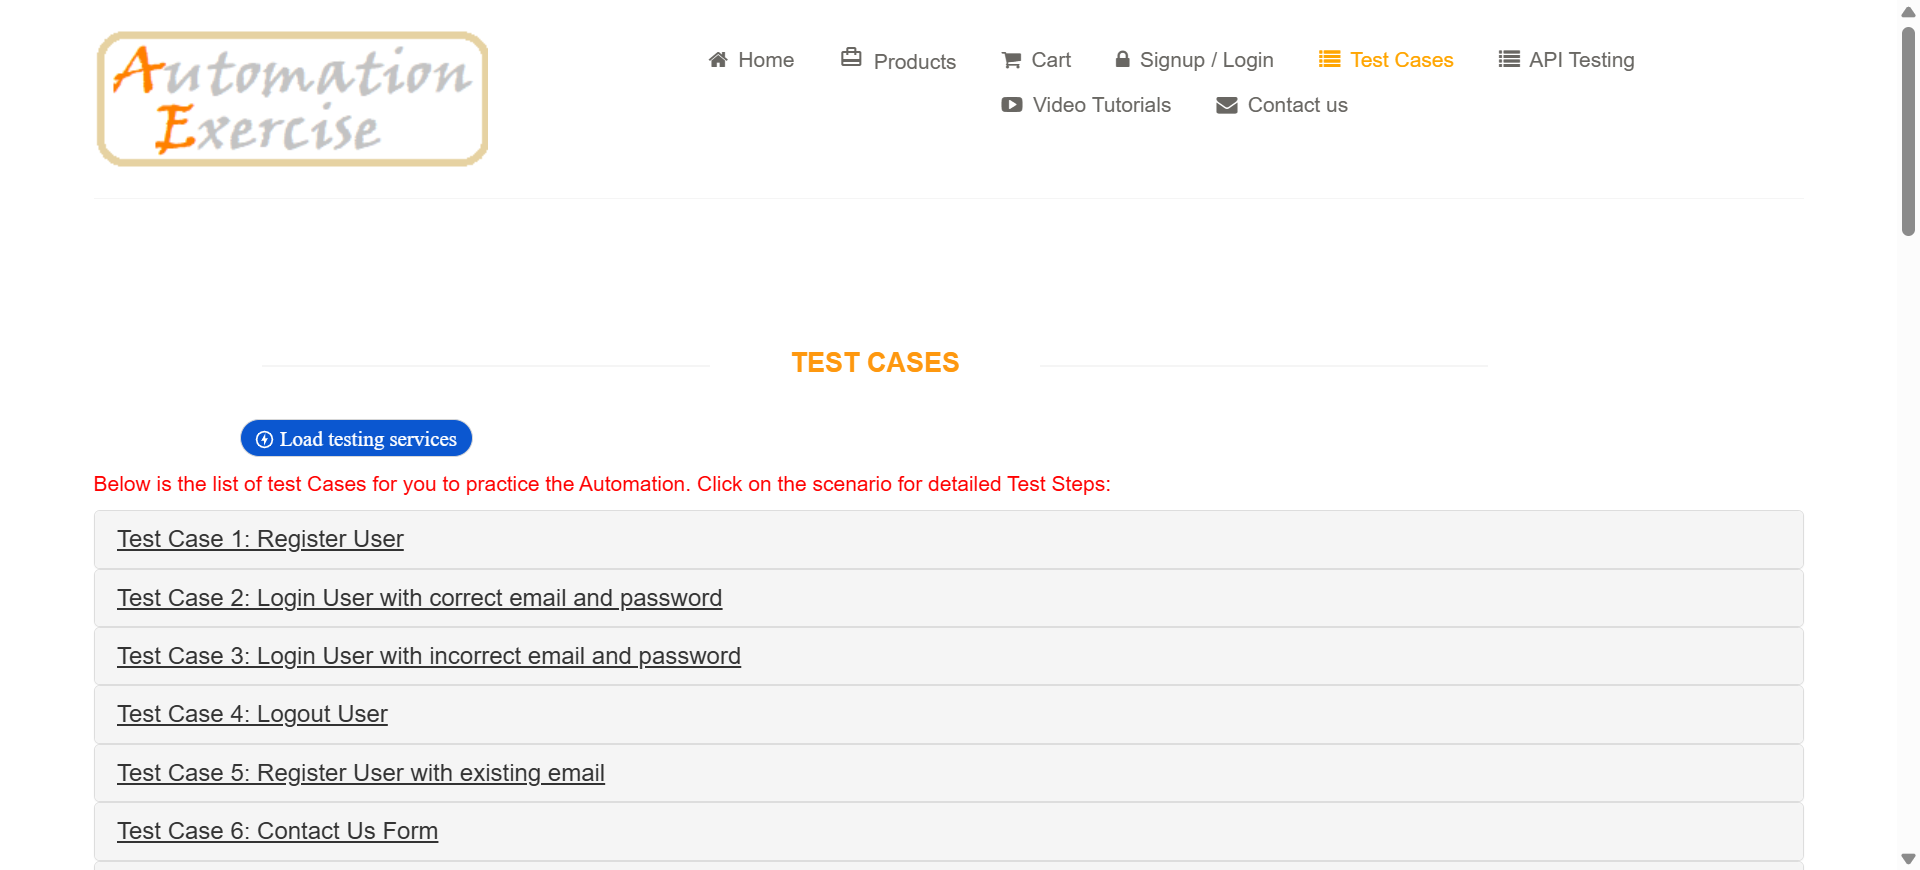 Automation
Exercise
Home Products Cart Signup / Login Test Cases API Testing
Video Tutorials Contact us
TEST CASES
Load testing services
Below is the list of test Cases for you to practice the Automation. Click on the scenario for detailed Test Steps:
Test Case 1: Register User
Test Case 2: Login User with correct email and password
Test Case 3: Login User with incorrect email and password
Test Case 4: Logout User
Test Case 5: Register User with existing email
Test Case 6: Contact Us Form